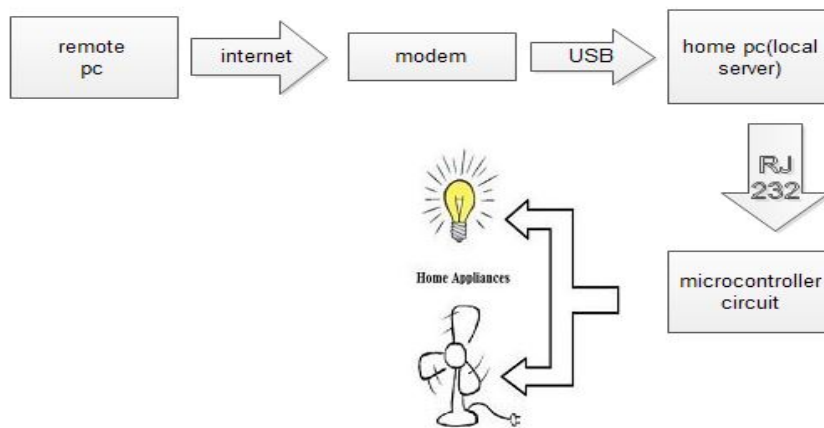 remote
pc
internet
modem
USB
home pc(local
server)
RJ
232
Home Appliances
microcontroller
circuit